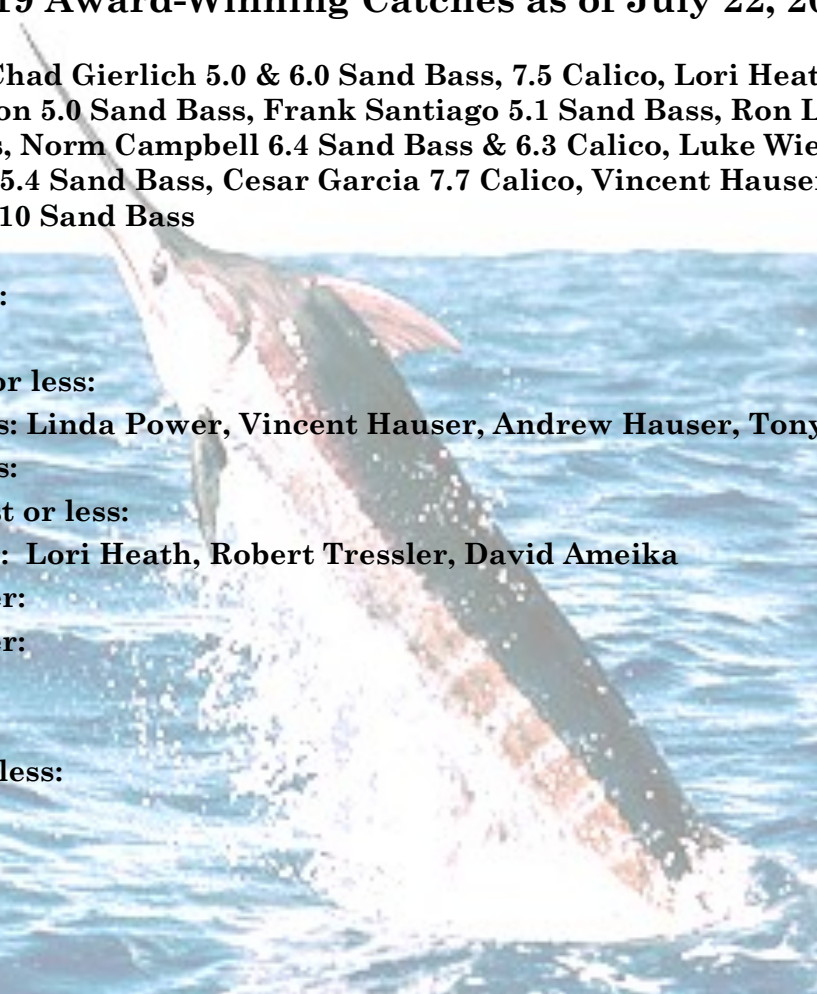 19 Award-Winning Catches as of July 22, 20
Chad Gierlich 5.0 & 6.0 Sand Bass, 7.5 Calico, Lori Heat
on 5.0 Sand Bass, Frank Santiago 5.1 Sand Bass, Ron L
s, Norm Campbell 6.4 Sand Bass & 6.3 Calico, Luke Wie
5.4 Sand Bass, Cesar Garcia 7.7 Calico, Vincent Hauser
10 Sand Bass
:
or less:
s: Linda Power, Vincent Hauser, Andrew Hauser, Tony
s:
t or less:
: Lori Heath, Robert Tressler, David Ameika
er:
er:
less: